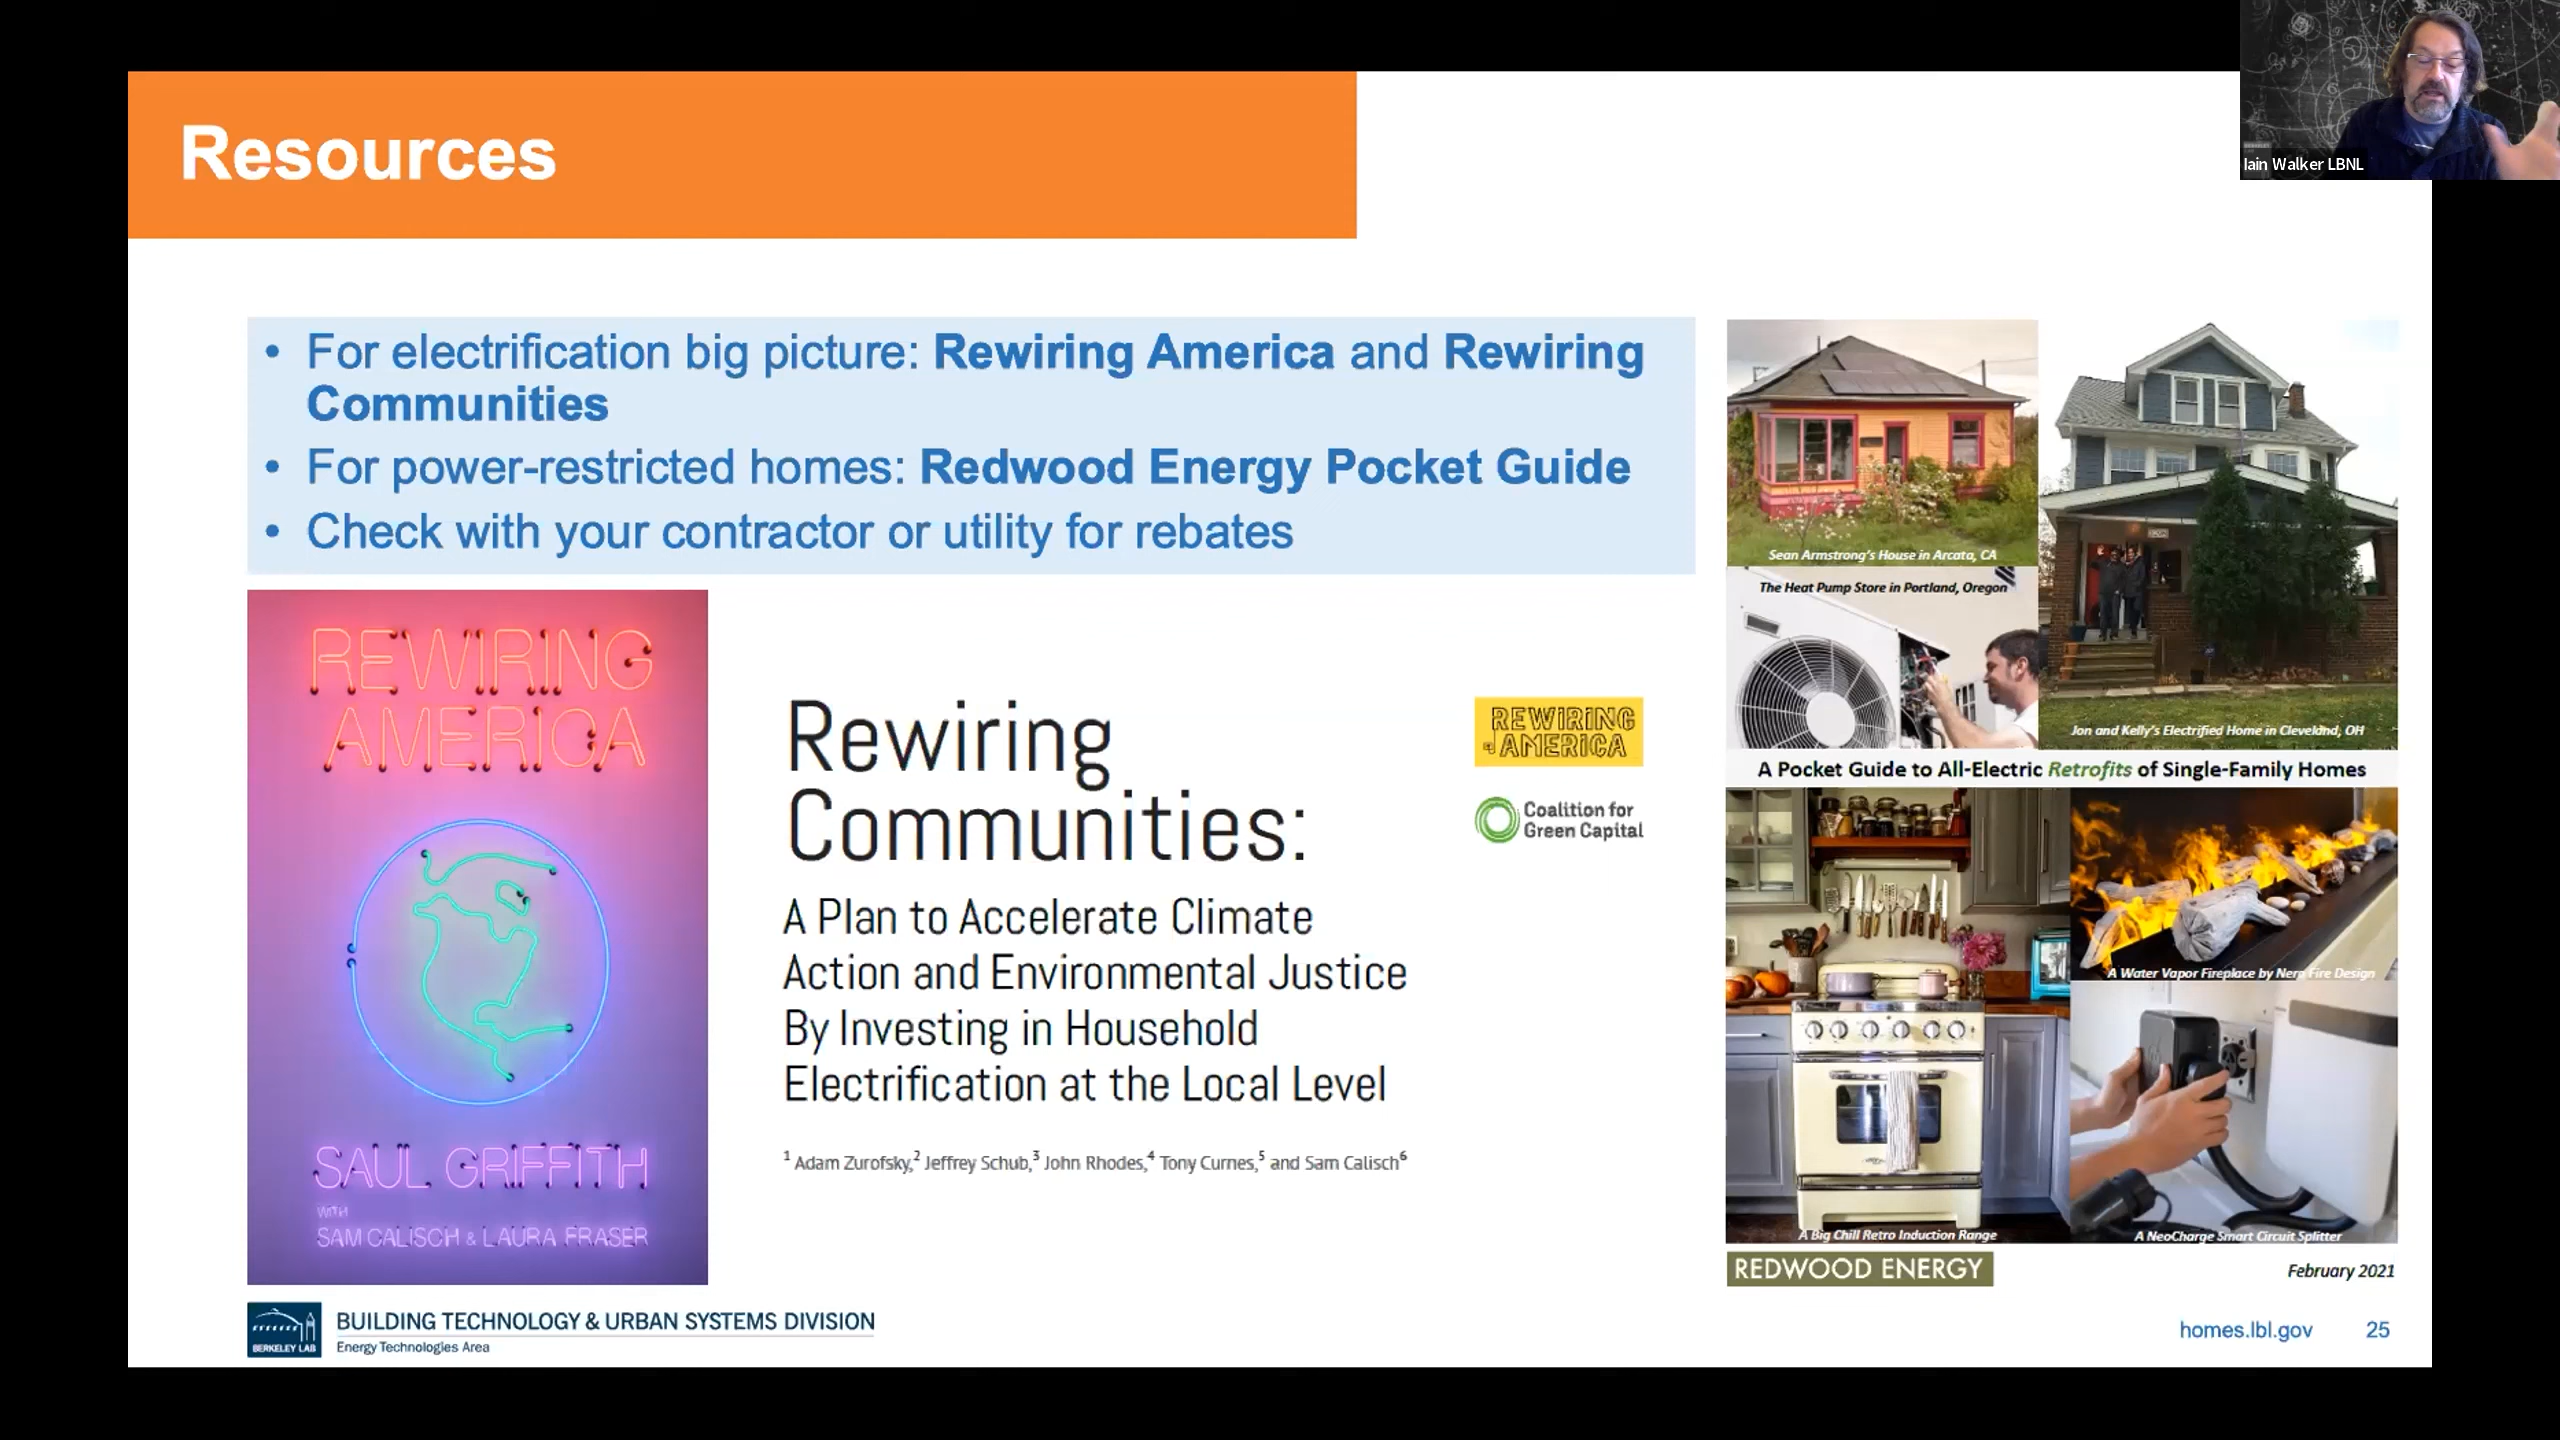 Iain Walker LBNL
Resources
• For electrification big picture: Rewiring America and Rewiring
Communities
• For power-restricted homes: Redwood Energy Pocket Guide
• Check with your contractor or utility for rebates
REWIRING
AMERICA
SAUL GRIFFITH
WITH
SAM CALISCH & LAURA FRASER
Rewiring
Communities:
A Plan to Accelerate Climate
Action and Environmental Justice
By Investing in Household
Electrification at the Local Level
¹ Adam Zurofsky,² Jeffrey Schub,³ John Rhodes,⁴ Tony Curnes,⁵ and Sam Calisch⁶
REWIRING
AMERICA
Coalition for
Green Capital
Sean Armstrong's House in Arcata, CA
The Heat Pump Store in Portland, Oregon
Jon and Kelly's Electrified Home in Cleveland, OH
A Pocket Guide to All-Electric Retrofits of Single-Family Homes
A Water Vapor Fireplace by Nero Fire Design
A Big Chill Retro Induction Range
A NeoCharge Smart Circuit Splitter
REDWOOD ENERGY
February 2021
BERKELEY LAB
BUILDING TECHNOLOGY & URBAN SYSTEMS DIVISION
Energy Technologies Area
homes.lbl.gov
25